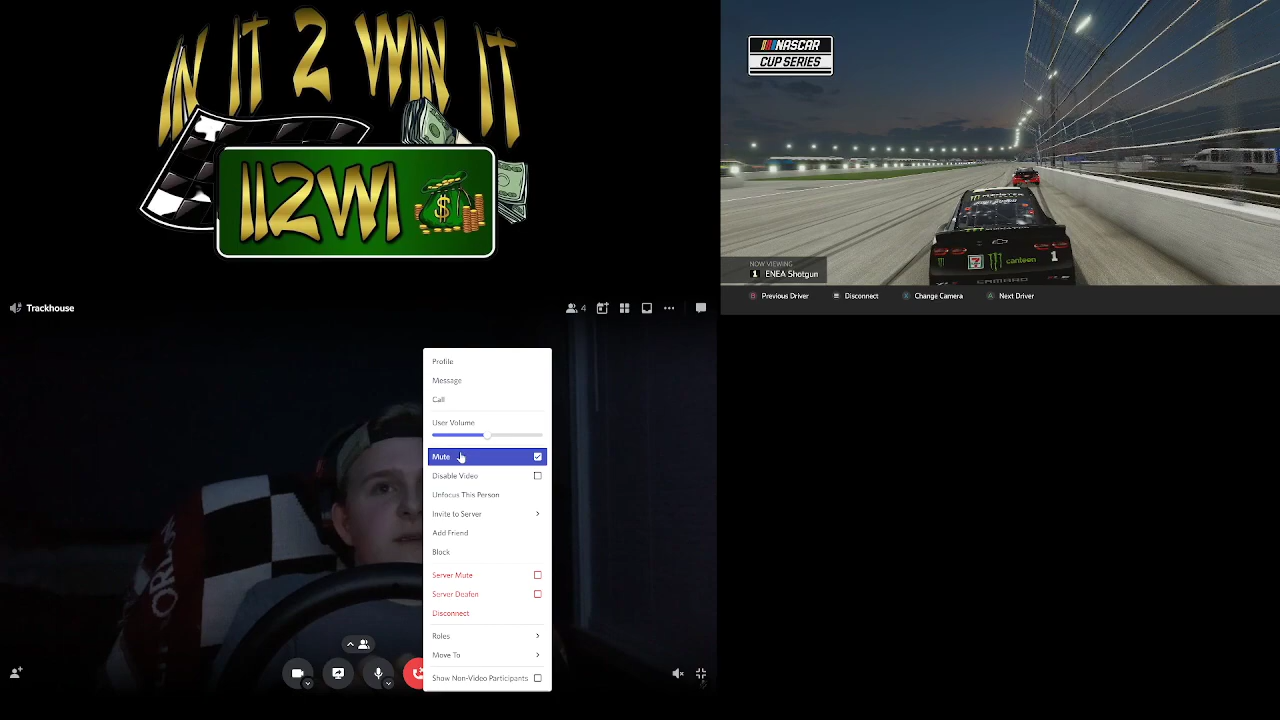 IN IT 2 WIN IT
II2WI
$
NASCAR
CUP SERIES
MONSTER
canteen
1
NOW VIEWING
1 ENEA Shotgun
CAMARO
B Previous Driver
Disconnect
X Change Camera
A Next Driver
Trackhouse
4
Profile
Message
Call
User Volume
Mute
Disable Video
Unfocus This Person
Invite to Server
Add Friend
Block
Server Mute
Server Deafen
Disconnect
Roles
Move To
Show Non-Video Participants